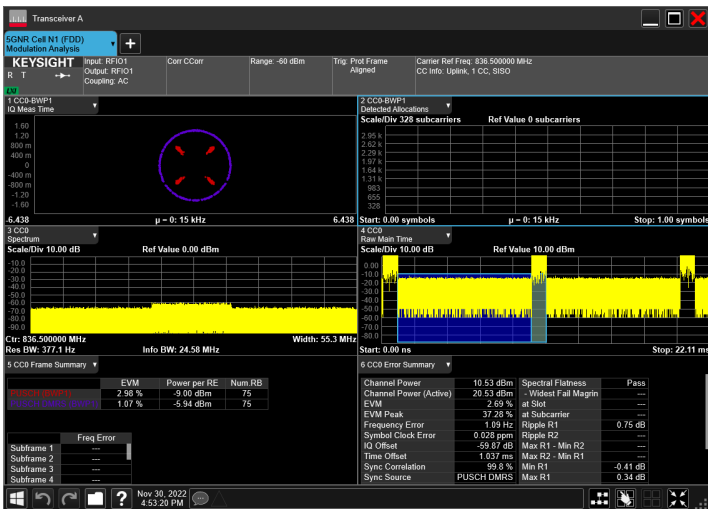 Transceiver A
5GNR Cell N1 (FDD)
Modulation Analysis
+
KEYSIGHT
R T
LXI
Input: RFIO1
Output: RFIO1
Coupling: AC
Corr CCorr
Range: -60 dBm
Trig: Prot Frame
Aligned
Carrier Ref Freq: 836.500000 MHz
CC Info: Uplink, 1 CC, SISO
1 CC0-BWP1
IQ Meas Time
1.60
1.20
800 m
400 m
0
-400 m
-800 m
-1.20
-1.60
-6.438
μ = 0: 15 kHz
6.438
2 CC0-BWP1
Detected Allocations
Scale/Div 328 subcarriers
Ref Value 0 subcarriers
2.95 k
2.62 k
2.29 k
1.97 k
1.64 k
1.31 k
983
655
328
Start: 0.00 symbols
μ = 0: 15 kHz
Stop: 1.00 symbols
3 CC0
Spectrum
Scale/Div 10.00 dB
Ref Value 0.00 dBm
-10.0
-20.0
-30.0
-40.0
-50.0
-60.0
-70.0
-80.0
-90.0
Ctr: 836.500000 MHz
Width: 55.3 MHz
Res BW: 377.1 Hz
Info BW: 24.58 MHz
4 CC0
Raw Main Time
Scale/Div 10.00 dB
Ref Value 10.00 dBm
0.00
-10.0
-20.0
-30.0
-40.0
-50.0
-60.0
-70.0
-80.0
Start: 0.00 ns
Stop: 22.11 ms
5 CC0 Frame Summary
EVM Power per RE Num.RB
2.98 % -9.00 dBm 75
1.07 % -5.94 dBm 75
Freq Error
Subframe 1 ---
Subframe 2 ---
Subframe 3 ---
Subframe 4 ---
6 CC0 Error Summary
Channel Power 10.53 dBm Spectral Flatness Pass
Channel Power (Active) 20.53 dBm - Widest Fail Magrin ---
EVM 2.69 % at Slot ---
EVM Peak 37.28 % at Subcarrier ---
Frequency Error 1.09 Hz Ripple R1 0.75 dB
Symbol Clock Error 0.028 ppm Ripple R2 ---
IQ Offset -59.87 dB Max R1 - Min R2 ---
Time Offset 1.037 ms Max R2 - Min R1 ---
Sync Correlation 99.8 % Min R1 -0.41 dB
Sync Source PUSCH DMRS Max R1 0.34 dB
?
Nov 30, 2022
4:53:20 PM